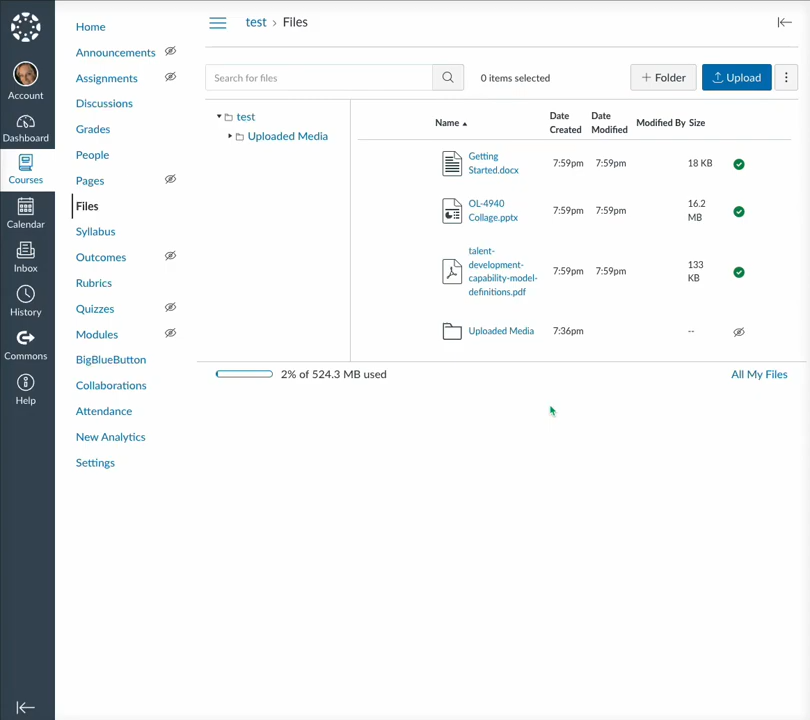 Account
Dashboard
Courses
Calendar
Inbox
History
Commons
Help
Home
Announcements
Assignments
Discussions
Grades
People
Pages
Files
Syllabus
Outcomes
Rubrics
Quizzes
Modules
BigBlueButton
Collaborations
Attendance
New Analytics
Settings
test › Files
Search for files
0 items selected
+ Folder
Upload
test
Uploaded Media
Name
Date
Created
Date
Modified
Modified By
Size
Getting
Started.docx
7:59pm
7:59pm
18 KB
OL-4940
Collage.pptx
7:59pm
7:59pm
16.2
MB
talent-
development-
capability-model-
definitions.pdf
7:59pm
7:59pm
133
KB
Uploaded Media
7:36pm
--
2% of 524.3 MB used
All My Files